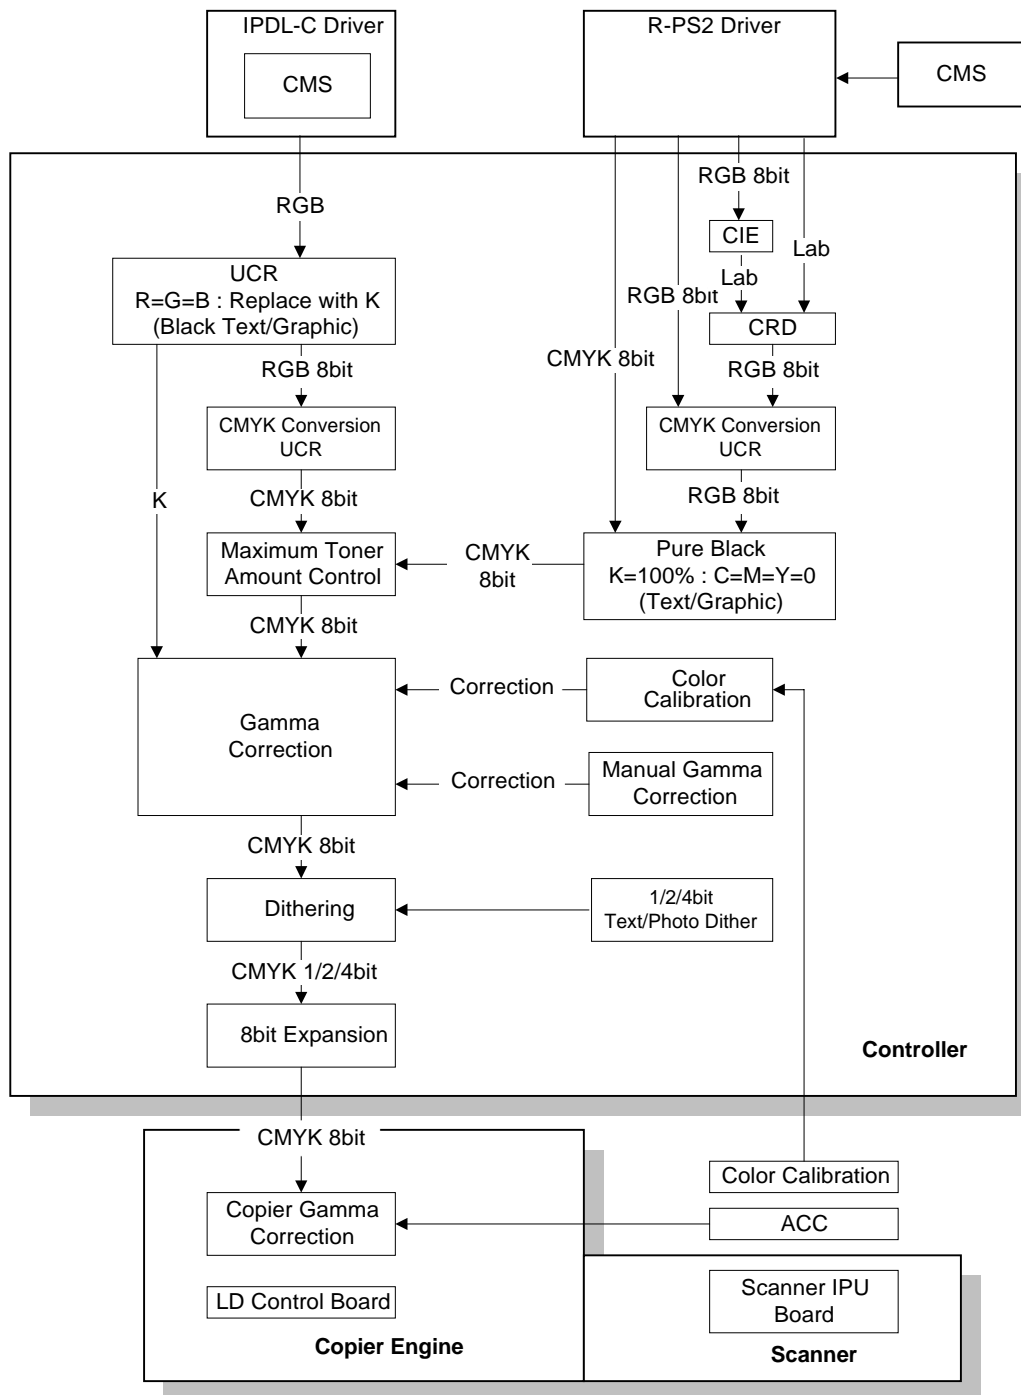 IPDL-C Driver
CMS
R-PS2 Driver
CMS
RGB
RGB 8bit
CIE
Lab
Lab
UCR
R=G=B : Replace with K
(Black Text/Graphic)
RGB 8bit
CRD
CMYK 8bit
RGB 8bit
RGB 8bit
CMYK Conversion
UCR
CMYK Conversion
UCR
K
CMYK 8bit
RGB 8bit
Maximum Toner
Amount Control
CMYK
8bit
Pure Black
K=100% : C=M=Y=0
(Text/Graphic)
CMYK 8bit
Gamma
Correction
Correction
Color
Calibration
Correction
Manual Gamma
Correction
CMYK 8bit
Dithering
1/2/4bit
Text/Photo Dither
CMYK 1/2/4bit
8bit Expansion
Controller
CMYK 8bit
Color Calibration
Copier Gamma
Correction
ACC
LD Control Board
Scanner IPU
Board
Copier Engine
Scanner